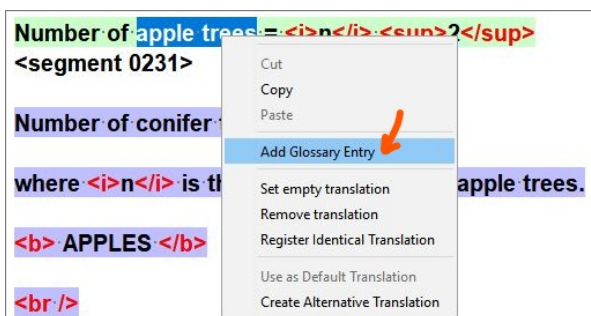 Number of apple trees = <i>n</i> <sup>2</sup>
<segment 0231>
Number of conifer
where <i>n</i> is apple trees.
<b> APPLES </b>
<br />
Cut
Copy
Paste
Add Glossary Entry
Set empty translation
Remove translation
Register Identical Translation
Use as Default Translation
Create Alternative Translation